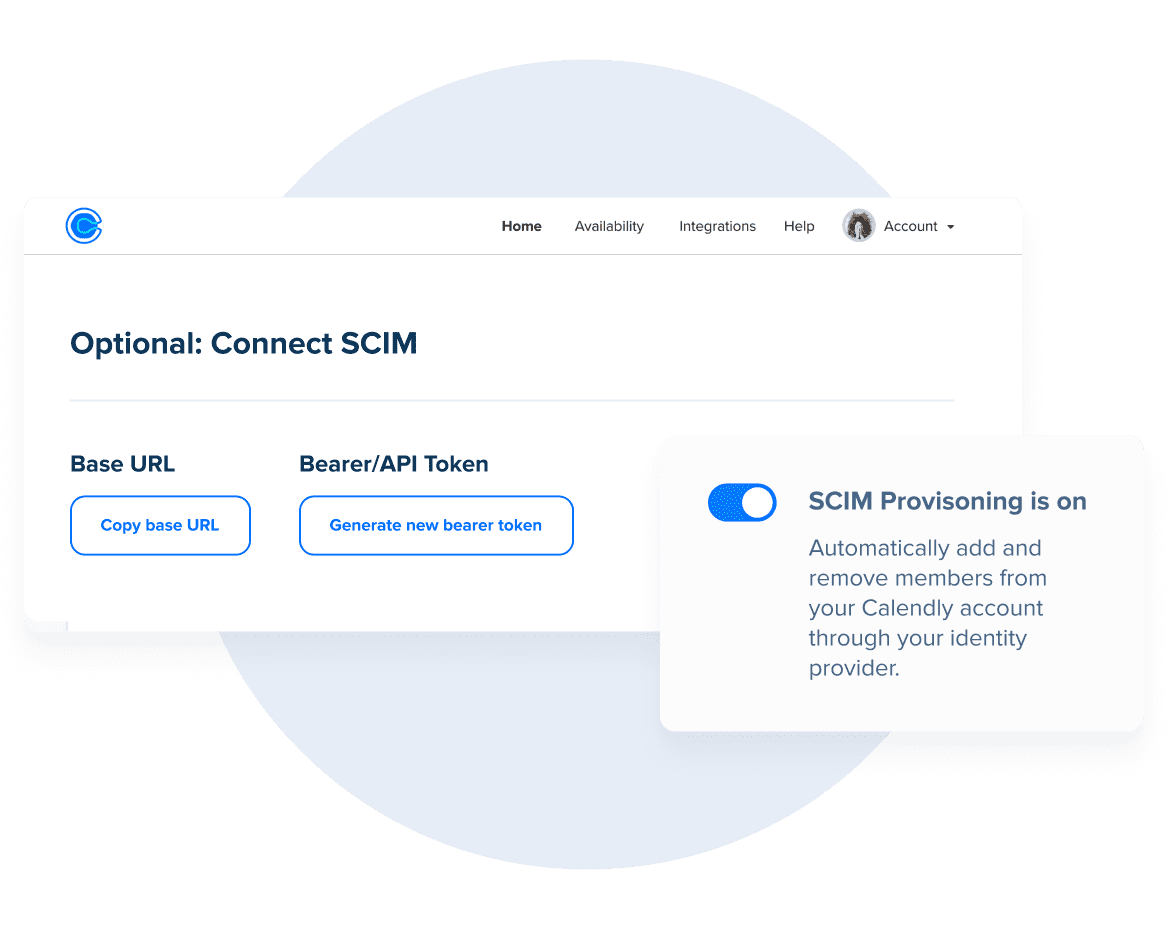 Home Availability Integrations Help Account
Optional: Connect SCIM
Base URL Bearer/API Token
Copy base URL Generate new bearer token
SCIM Provisoning is on
Automatically add and
remove members from
your Calendly account
through your identity
provider.